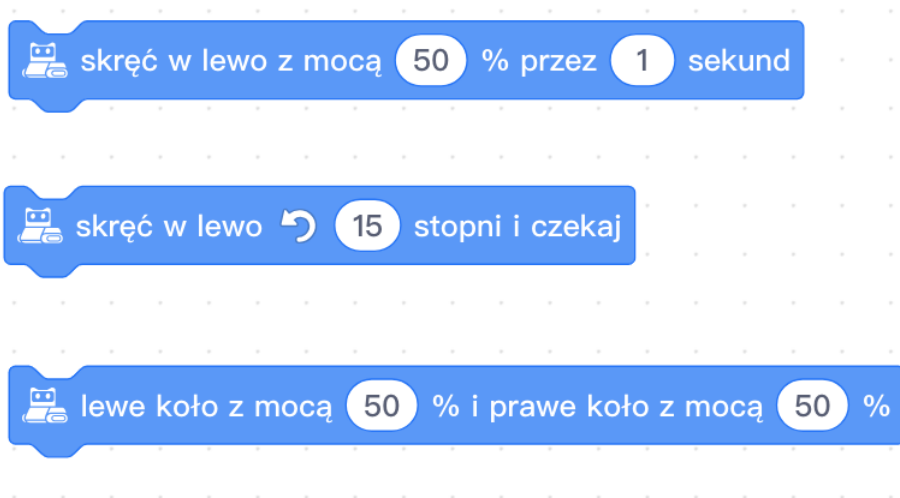 skręć w lewo z mocą 50 % przez 1 sekund
skręć w lewo 15 stopni i czekaj
lewe koło z mocą 50 % i prawe koło z mocą 50 %